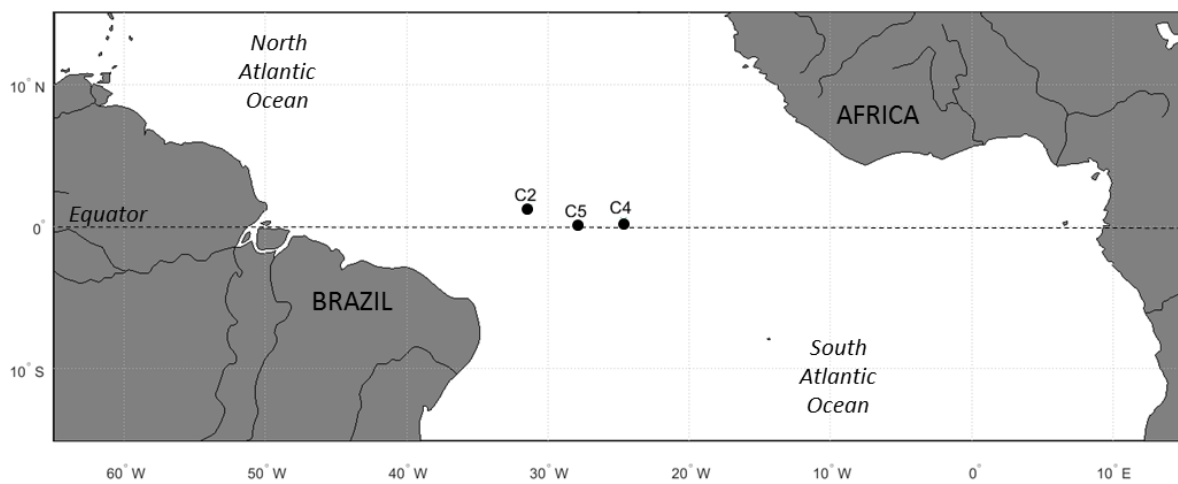 North
Atlantic
Ocean
10° N
AFRICA
C2
C5
C4
Equator
0°
BRAZIL
South
Atlantic
Ocean
10° S
60° W
50° W
40° W
30° W
20° W
10° W
0°
10° E